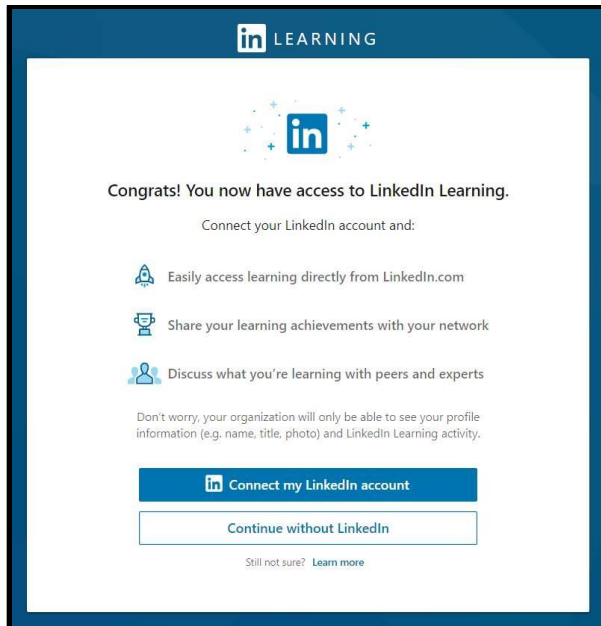 in LEARNING
in
Congrats! You now have access to LinkedIn Learning.
Connect your LinkedIn account and:
Easily access learning directly from LinkedIn.com
Share your learning achievements with your network
Discuss what you're learning with peers and experts
Don't worry, your organization will only be able to see your profile
information (e.g. name, title, photo) and LinkedIn Learning activity.
in Connect my LinkedIn account
Continue without LinkedIn
Still not sure? Learn more